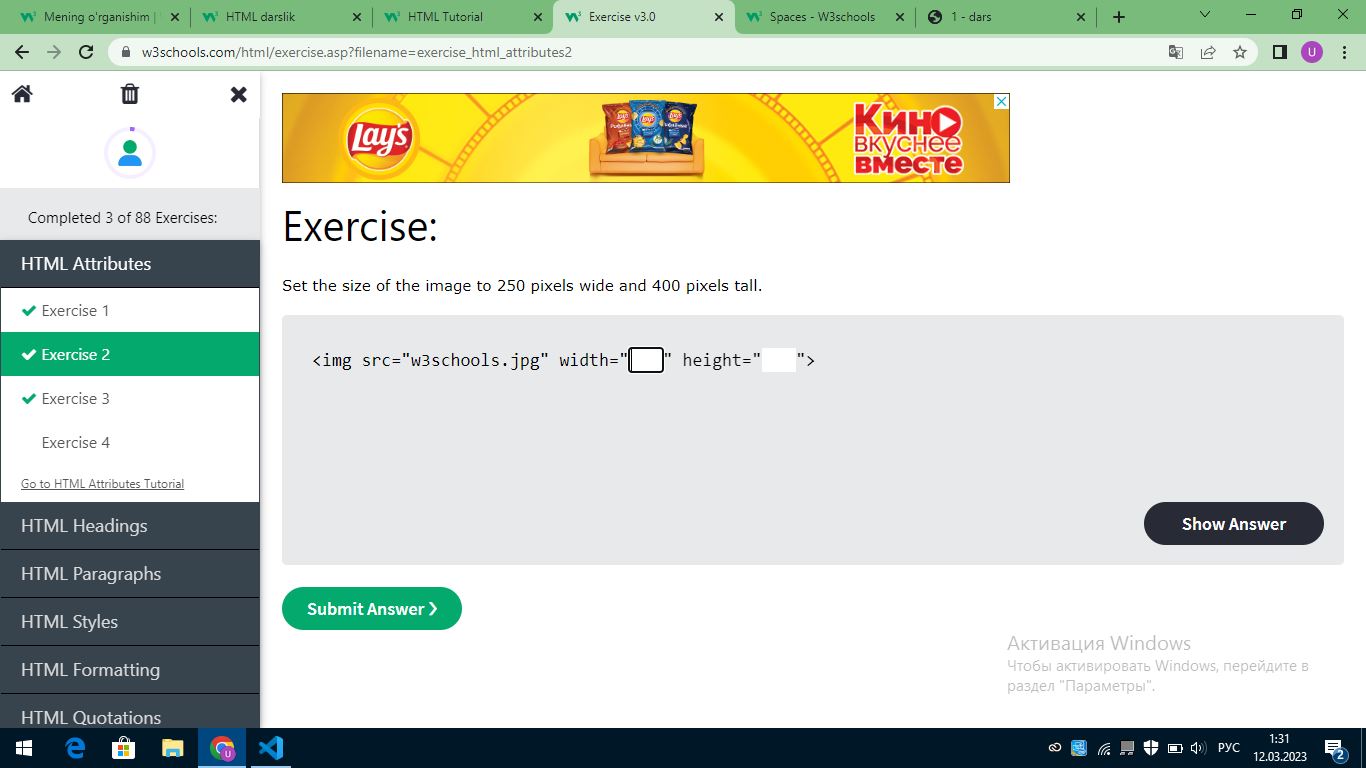 Mening o'rganishim |
HTML darslik
HTML Tutorial
Exercise v3.0
Spaces - W3schools
1 - dars
w3schools.com/html/exercise.asp?filename=exercise_html_attributes2
U
Lay's
КИНО
ВКУСНЕЕ
ВМЕСТЕ
Completed 3 of 88 Exercises:
HTML Attributes
Exercise 1
Exercise 2
Exercise 3
Exercise 4
Go to HTML Attributes Tutorial
HTML Headings
HTML Paragraphs
HTML Styles
HTML Formatting
HTML Quotations
Exercise:
Set the size of the image to 250 pixels wide and 400 pixels tall.
<img src="w3schools.jpg" width="" height="">
Show Answer
Submit Answer ❯
Активация Windows
Чтобы активировать Windows, перейдите в
раздел "Параметры".
U
РУС
1:31
12.03.2023
2